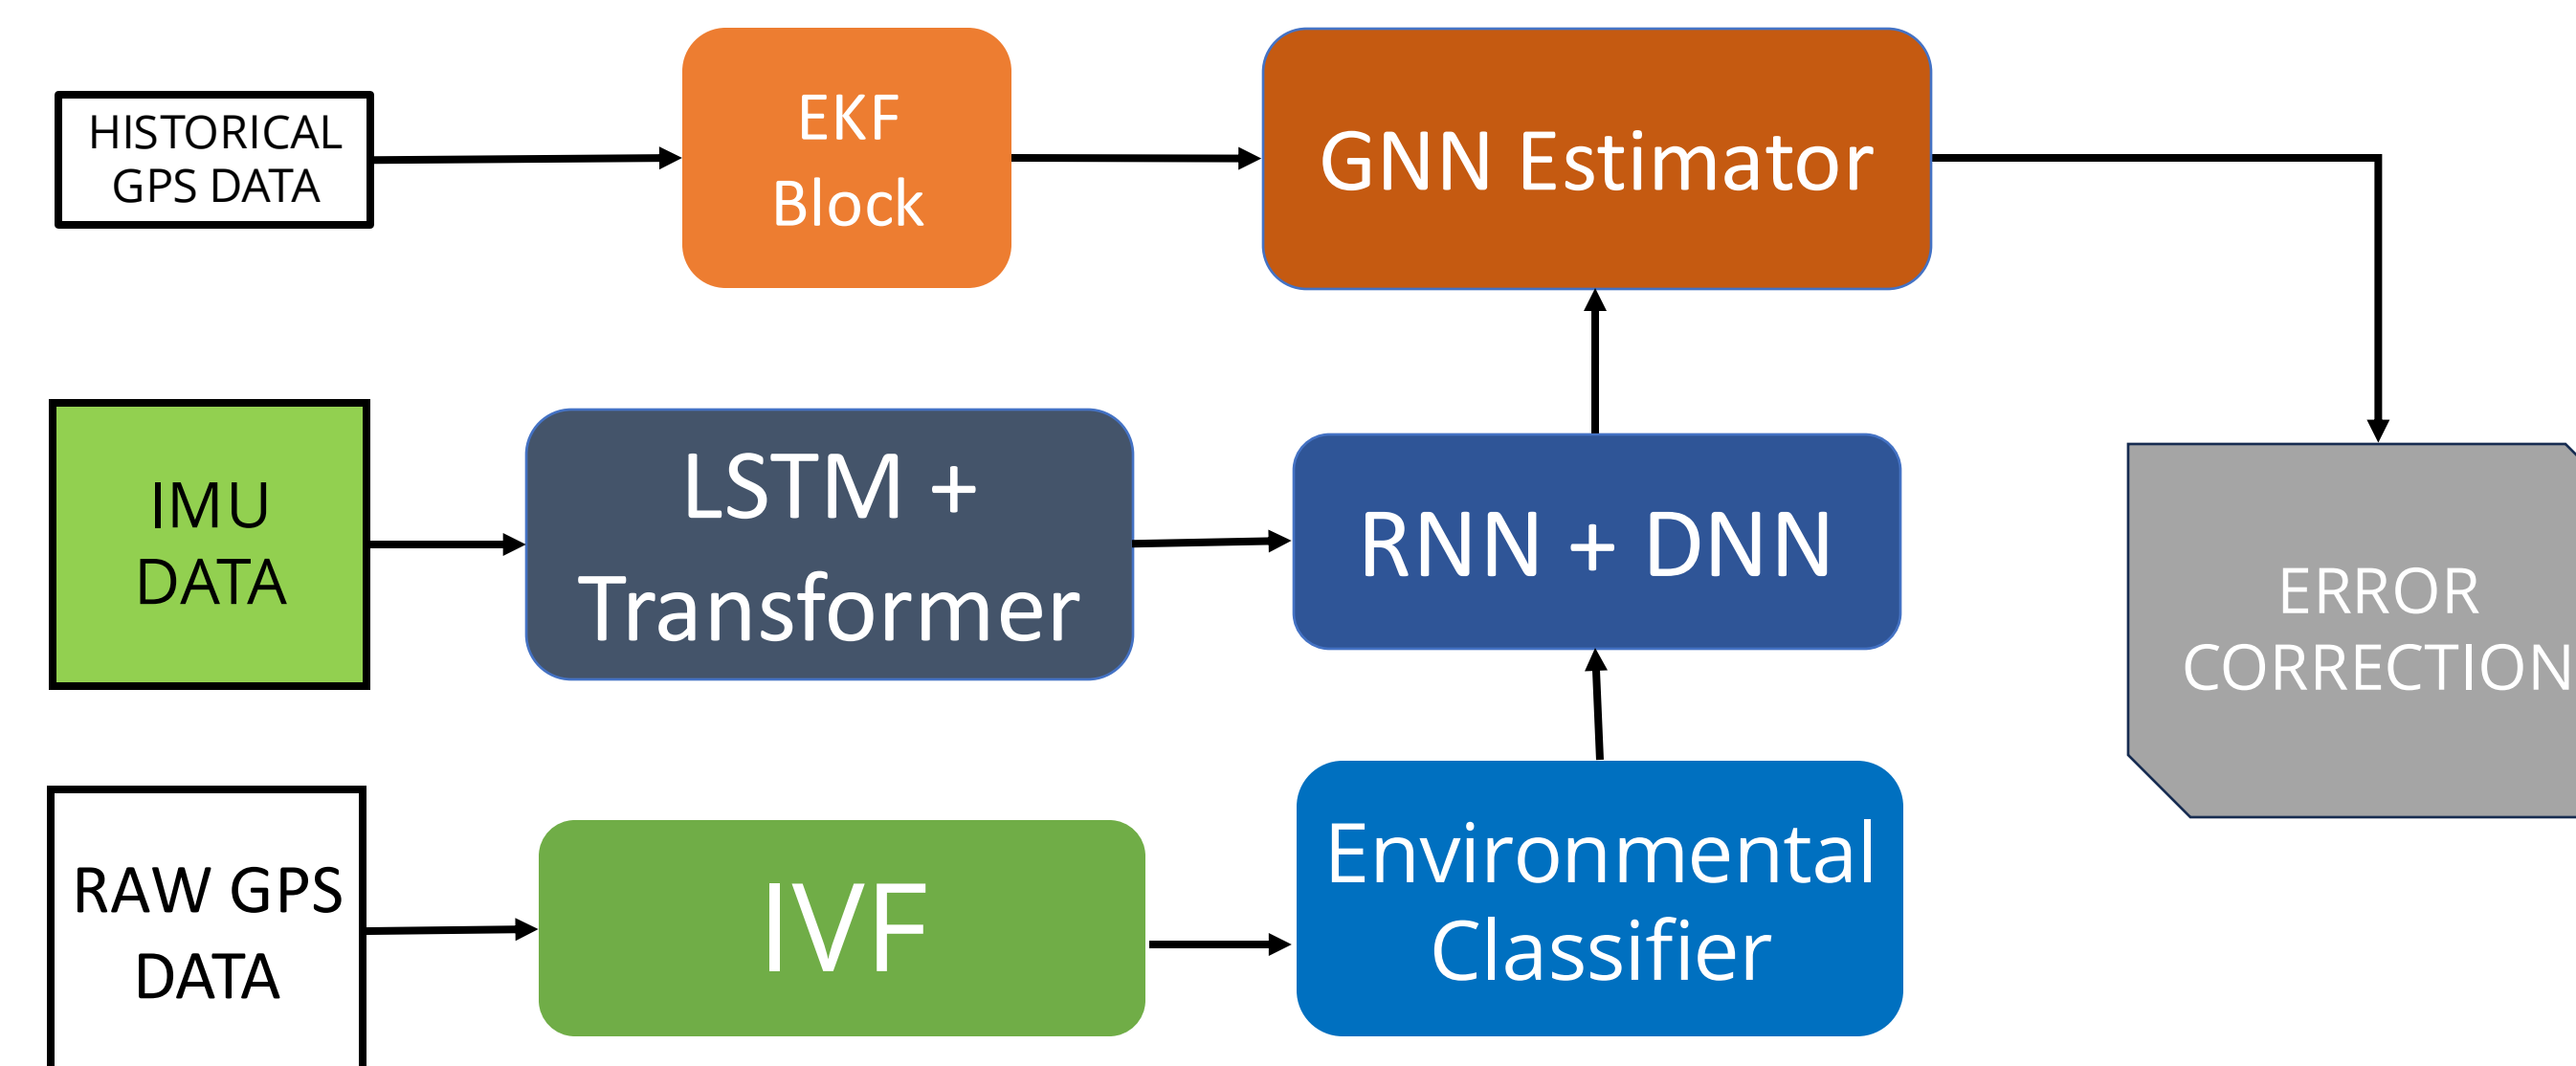 HISTORICAL
GPS DATA
EKF
Block
GNN Estimator
IMU
DATA
LSTM +
Transformer
RNN + DNN
ERROR
CORRECTION
RAW GPS
DATA
IVF
Environmental
Classifier